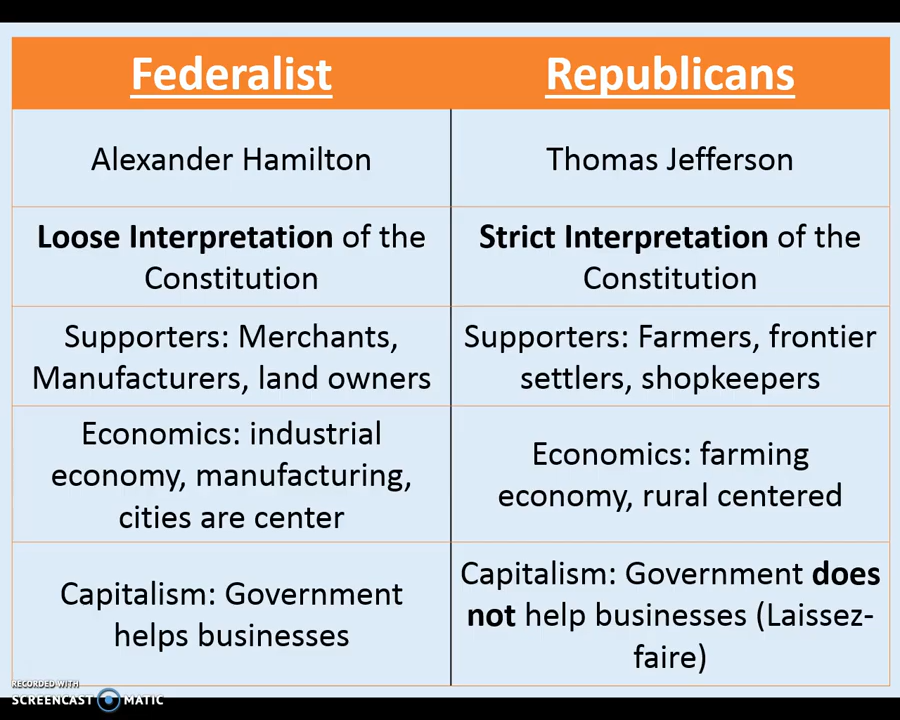 Federalist
Republicans
Alexander Hamilton
Thomas Jefferson
Loose Interpretation of the
Constitution
Strict Interpretation of the
Constitution
Supporters: Merchants,
Manufacturers, land owners
Supporters: Farmers, frontier
settlers, shopkeepers
Economics: industrial
economy, manufacturing,
cities are center
Economics: farming
economy, rural centered
Capitalism: Government
helps businesses
Capitalism: Government does
not help businesses (Laissez-
faire)
RECORDED WITH
SCREENCAST MATIC